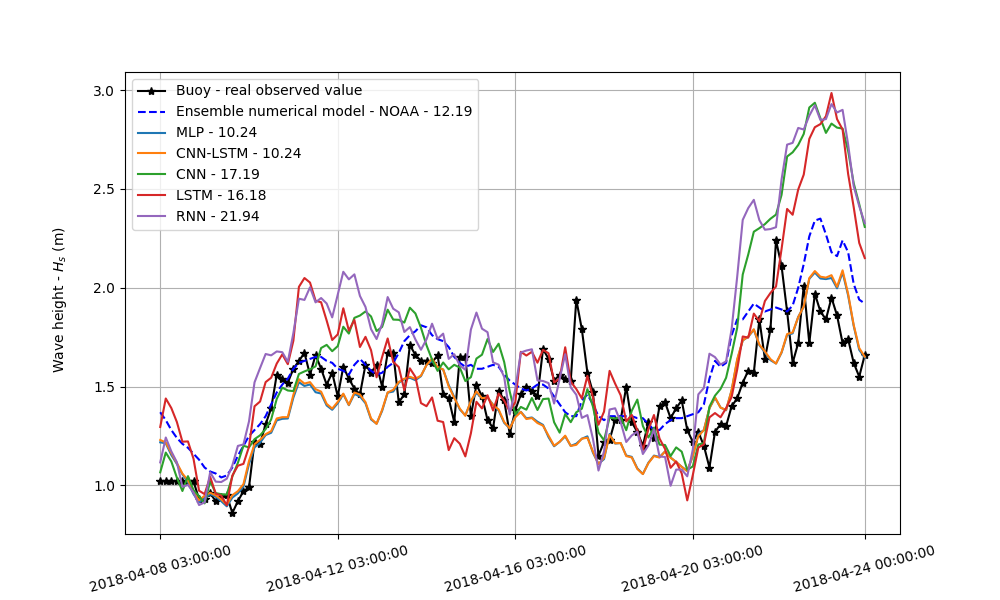 3.0
2.5
2.0
1.5
1.0
Wave height - Hs (m)
Buoy - real observed value
Ensemble numerical model - NOAA - 12.19
MLP - 10.24
CNN-LSTM - 10.24
CNN - 17.19
LSTM - 16.18
RNN - 21.94
2018-04-08 03:00:00
2018-04-12 03:00:00
2018-04-16 03:00:00
2018-04-20 03:00:00
2018-04-24 00:00:00